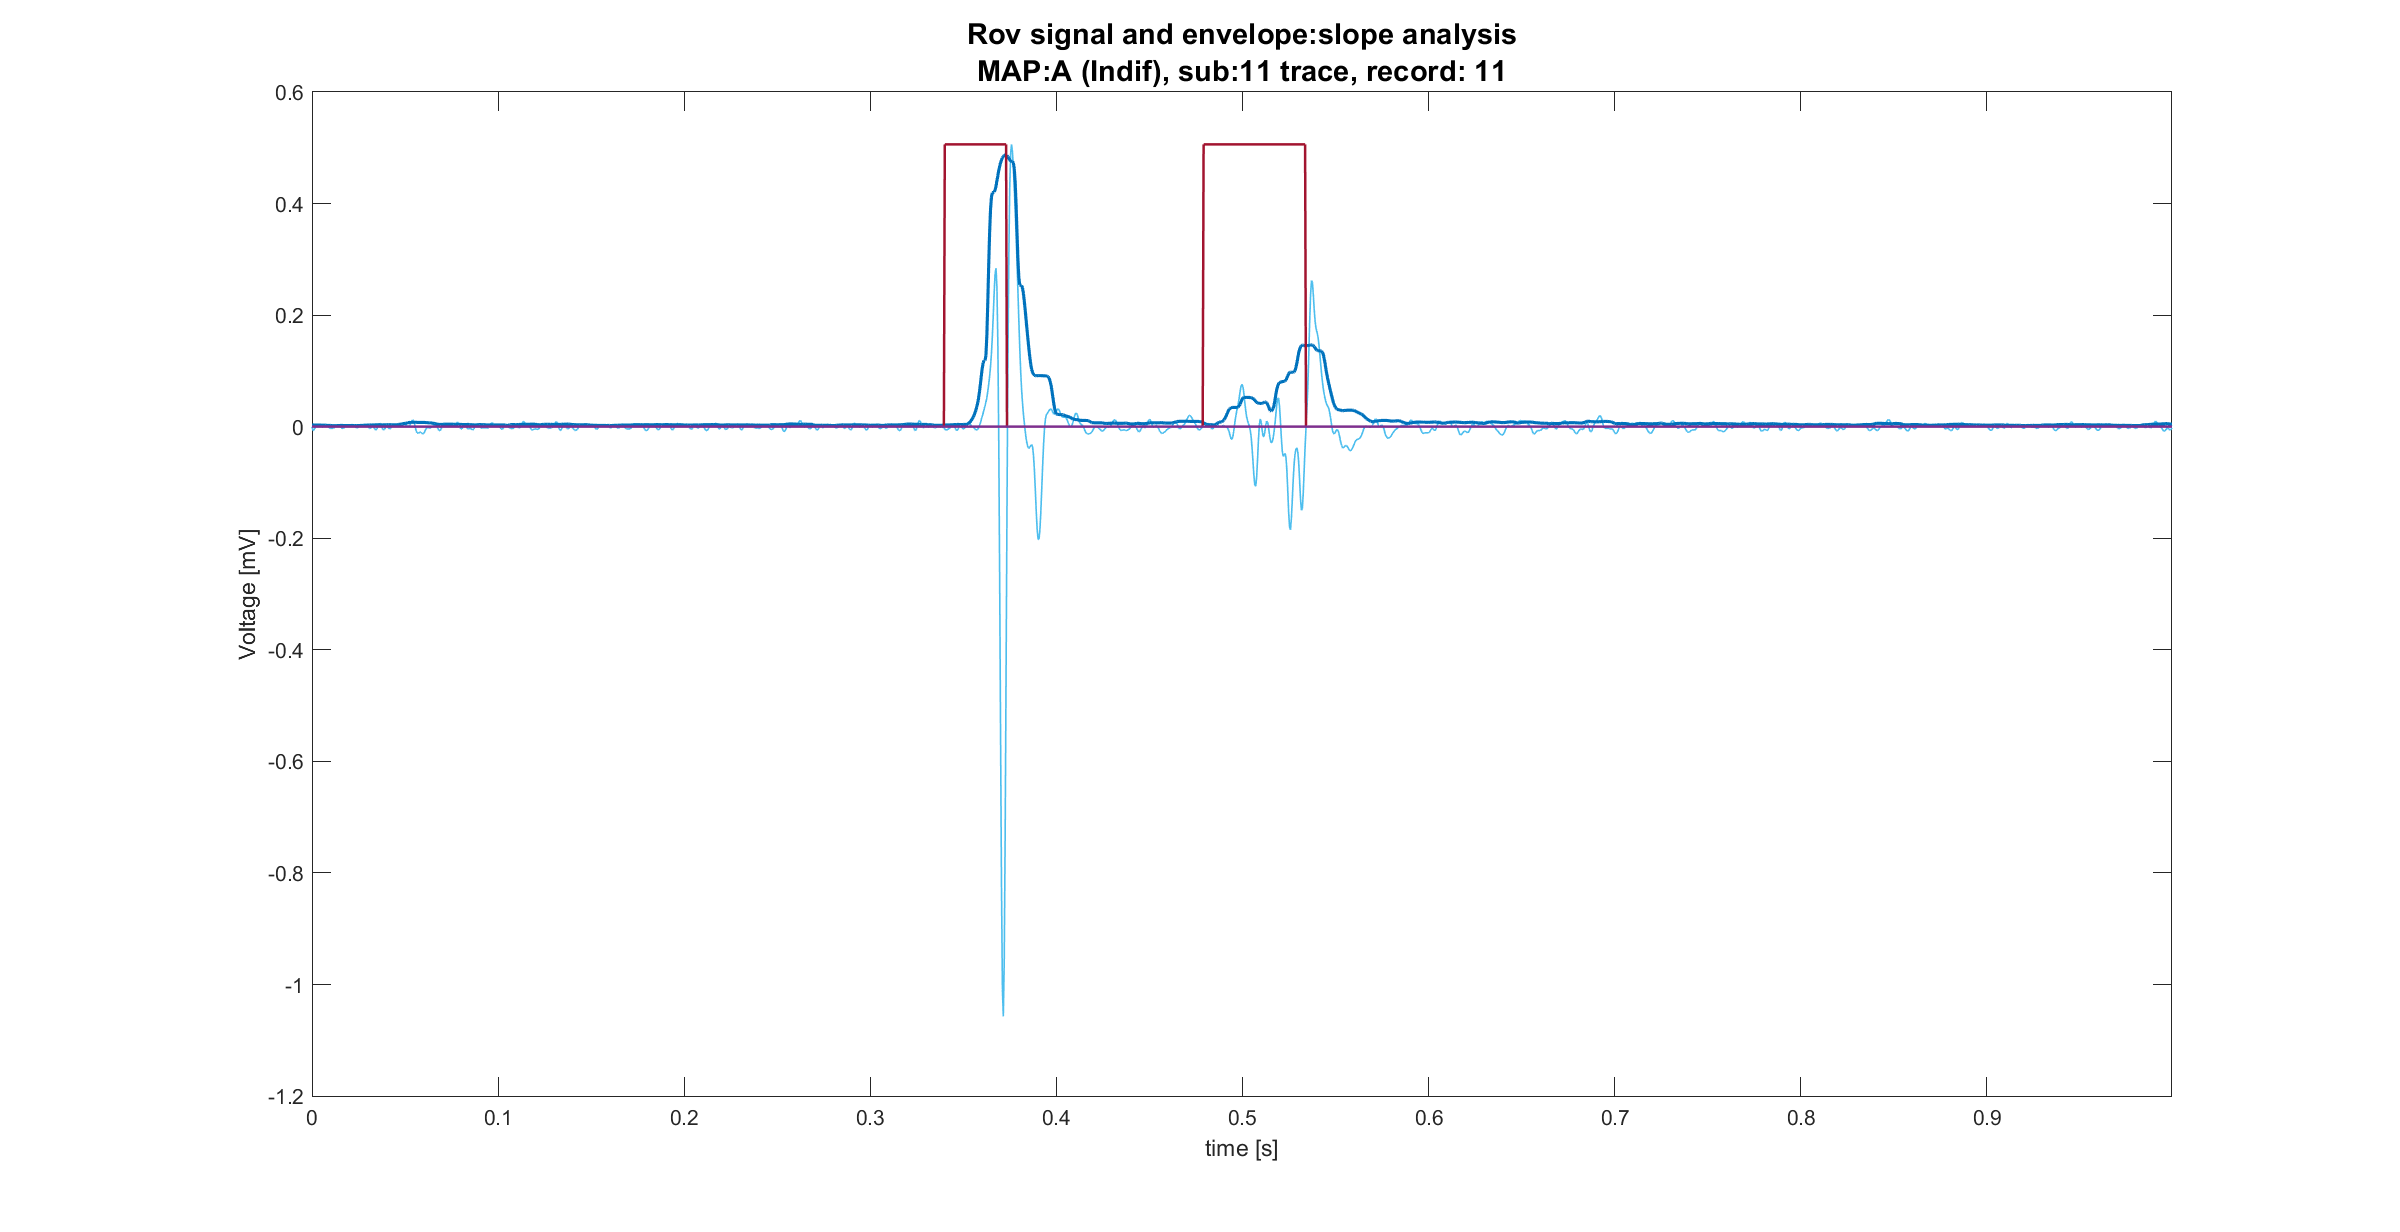 Rov signal and envelope:slope analysis
MAP:A (Indif), sub:11 trace, record: 11
0.6
0.4
0.2
0
-0.2
-0.4
-0.6
-0.8
-1
-1.2
Voltage [mV]
0 0.1 0.2 0.3 0.4 0.5 0.6 0.7 0.8 0.9
time [s]